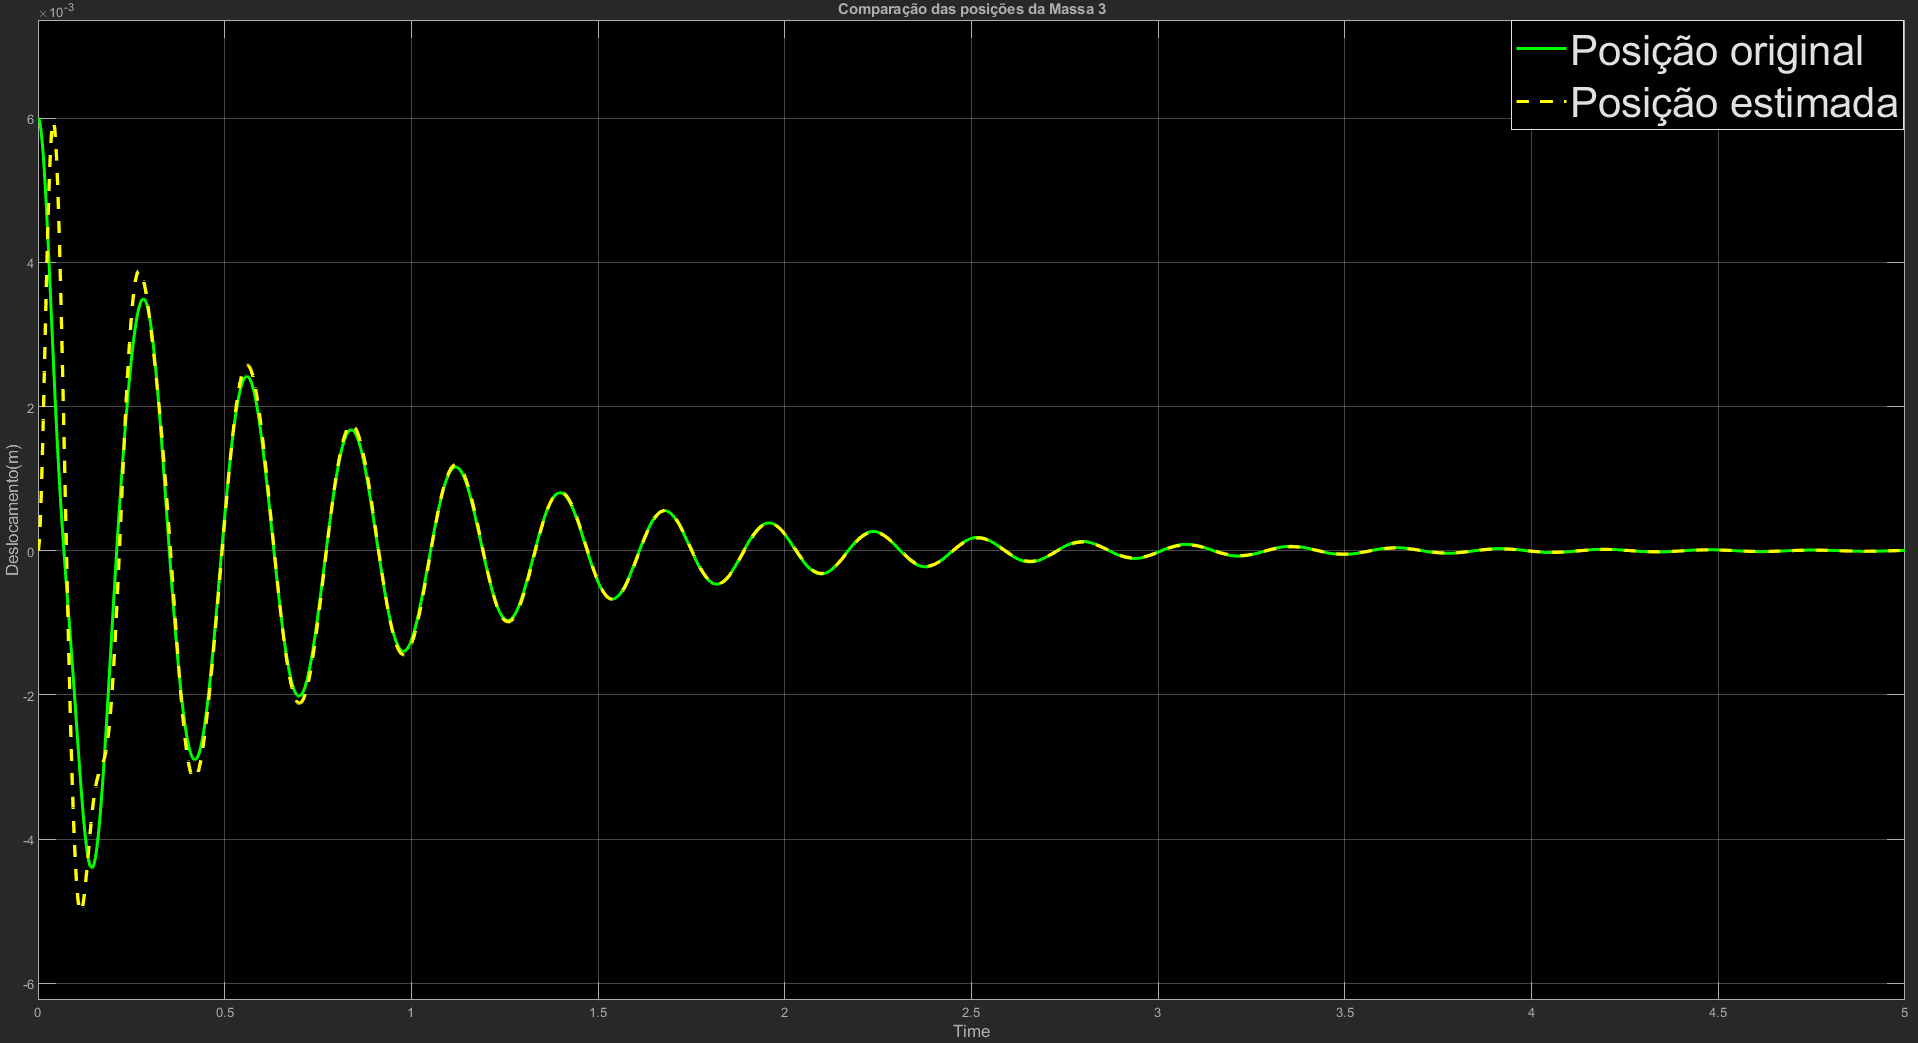 ×10⁻³
Comparação das posições da Massa 3
Posição original
Posição estimada
6
4
2
0
-2
-4
-6
Deslocamento(m)
0 0.5 1 1.5 2 2.5 3 3.5 4 4.5 5
Time